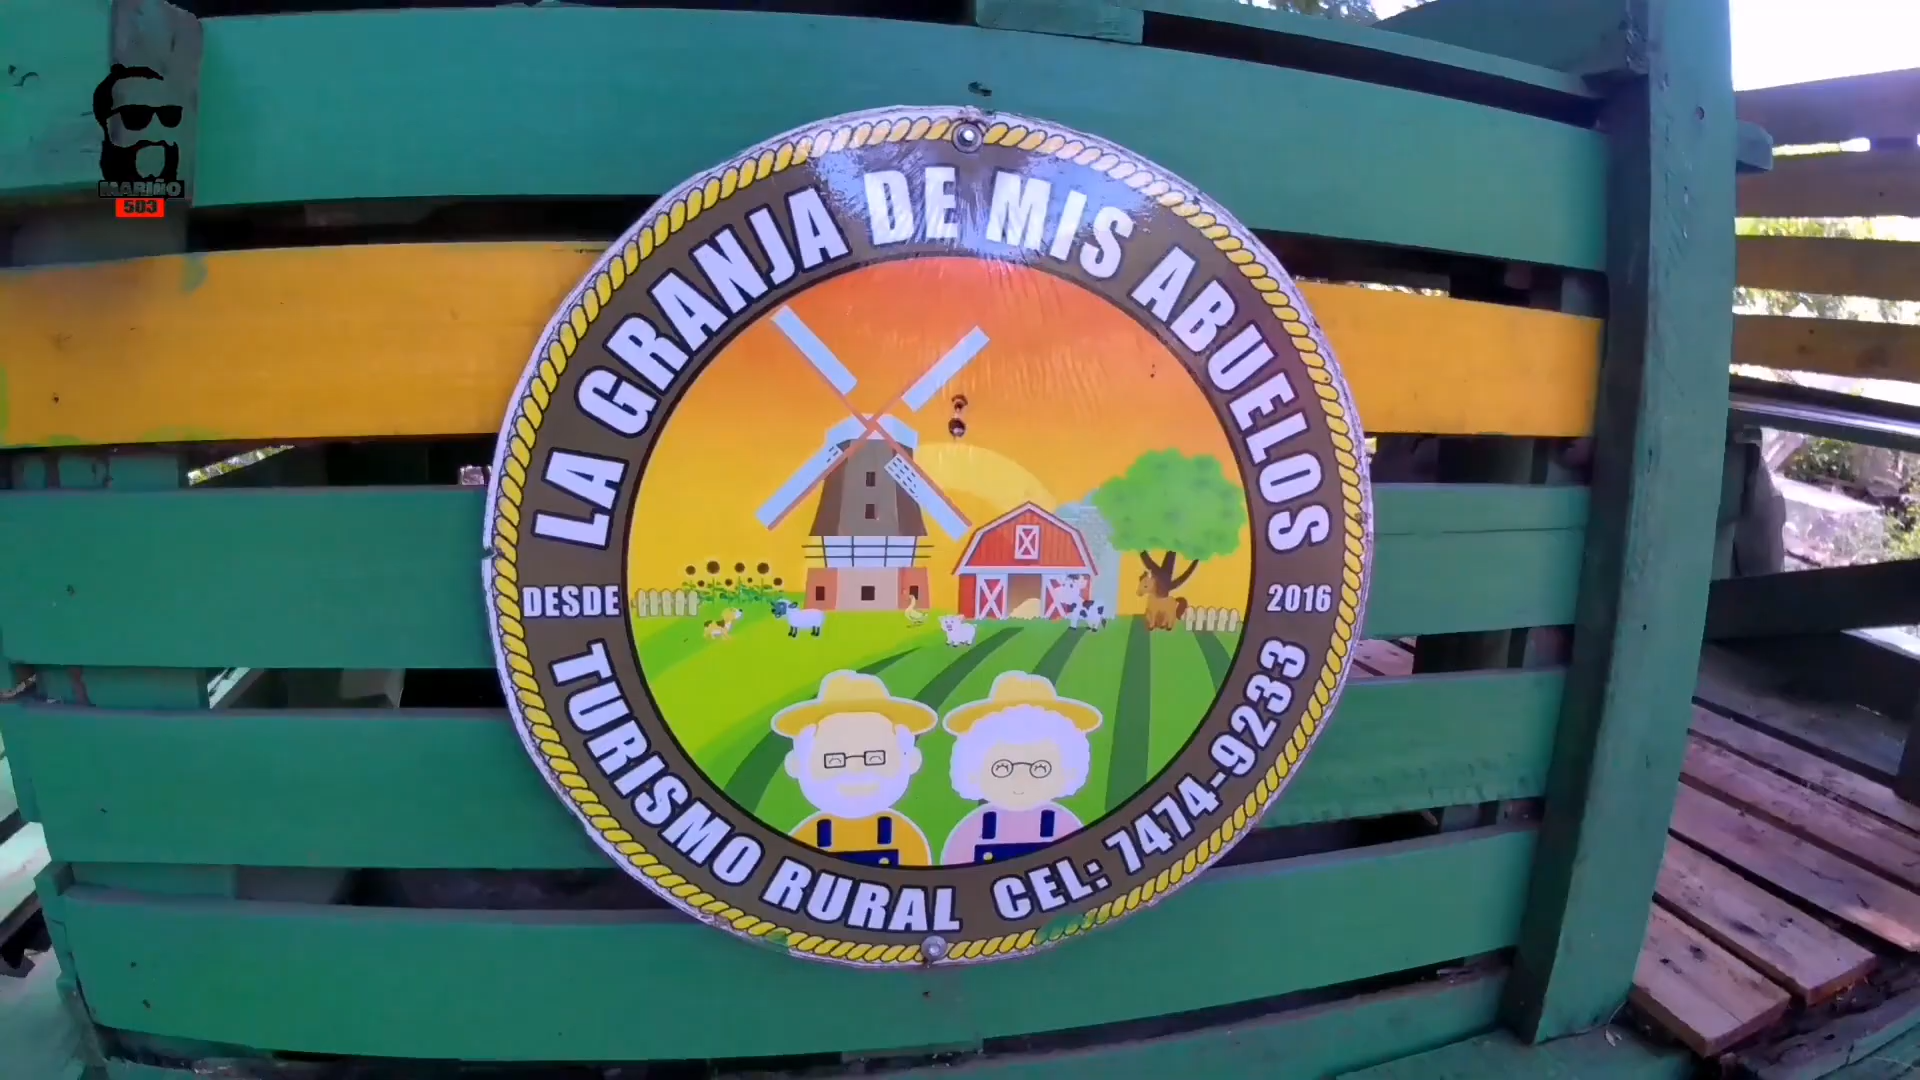 MARIÑO
503
LA GRANJA DE MIS ABUELOS
DESDE 2016
TURISMO RURAL CEL: 7474-9233